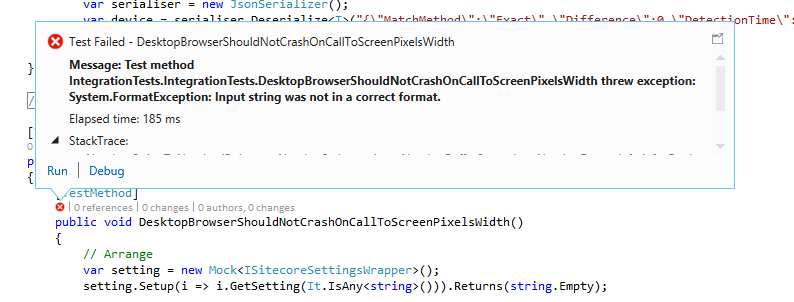 var serialiser = new JsonSerializer();
var device = serialiser.Deserialize<T>("{\"MatchMethod\":\"Exact\",\"Difference\":0,\"DetectionTime\":
Test Failed - DesktopBrowserShouldNotCrashOnCallToScreenPixelsWidth
}
Message: Test method
IntegrationTests.IntegrationTests.DesktopBrowserShouldNotCrashOnCallToScreenPixelsWidth threw exception:
/
System.FormatException: Input string was not in a correct format.
Elapsed time: 185 ms
[
0
StackTrace:
p
Run | Debug
{
[TestMethod]
0 references | 0 changes | 0 authors, 0 changes
public void DesktopBrowserShouldNotCrashOnCallToScreenPixelsWidth()
{
// Arrange
var setting = new Mock<ISitecoreSettingsWrapper>();
setting.Setup(i => i.GetSetting(It.IsAny<string>())).Returns(string.Empty);